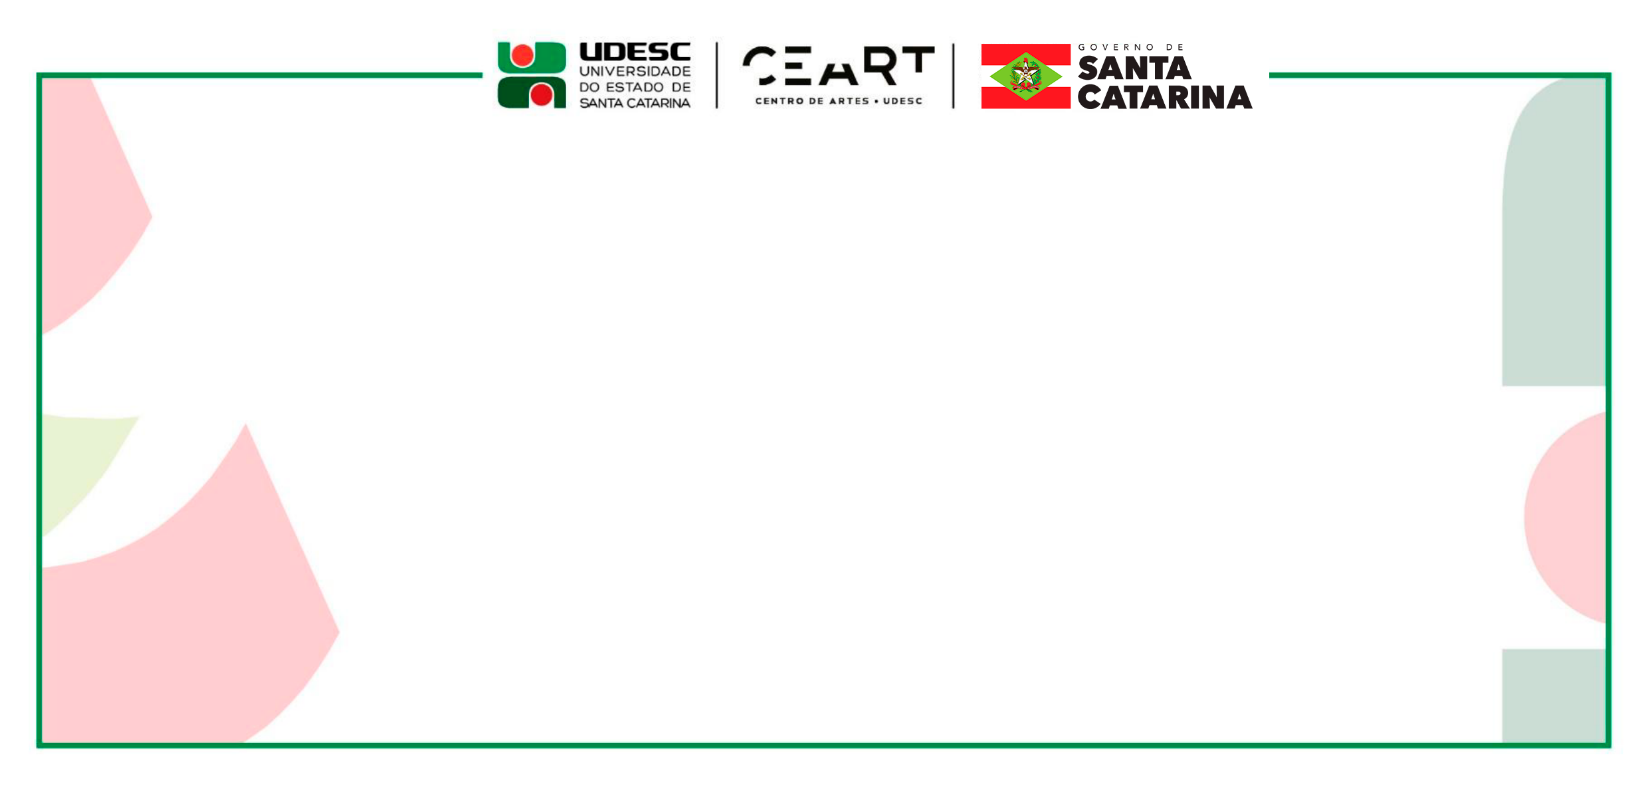 UDESC
UNIVERSIDADE
DO ESTADO DE
SANTA CATARINA
CEART
CENTRO DE ARTES • UDESC
GOVERNO DE
SANTA
CATARINA